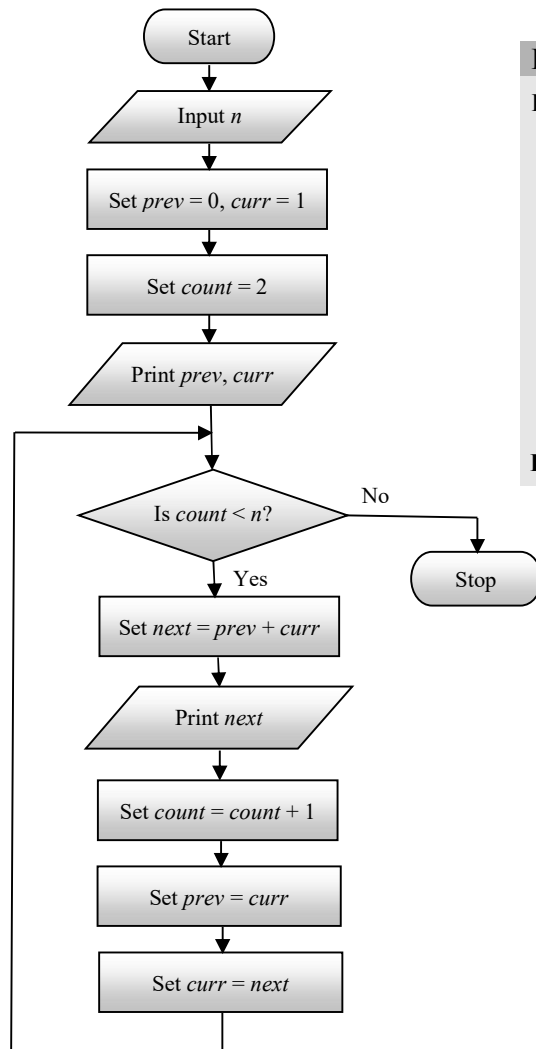 Start
Input n
Set prev = 0, curr = 1
Set count = 2
Print prev, curr
Is count < n?
No
Stop
Yes
Set next = prev + curr
Print next
Set count = count + 1
Set prev = curr
Set curr = next